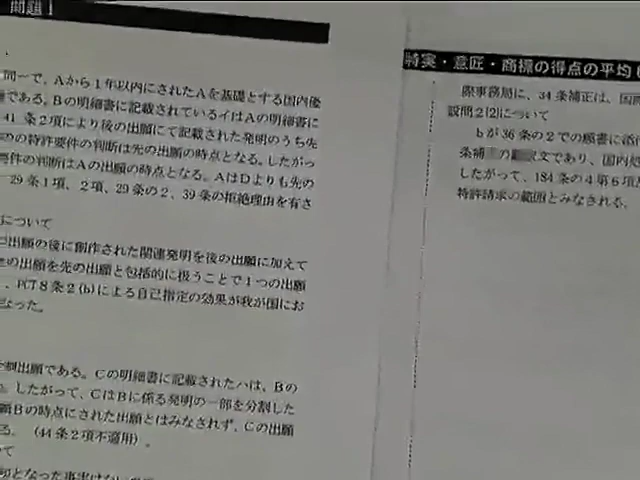 問題I
同一で、Aから1年以内にされたAを基礎とする国内優
である。Bの明細書に記載されているイはAの明細書に
41条2項により後の出願にて記載された発明のうち先
の特許要件の判断は先の出願の時点となる。したがっ
要件の判断はAの出願の時点となる。AはDよりも先の
29条1項、2項、29条の2、39条の拒絶理由を有さ
について
出願の後に創作された関連発明を後の出願に加えて
の出願を先の出願と包括的に扱うことで1つの出願
、PCT8条2(b)による自己指定の効果が我が国にお
なった。
分割出願である。Cの明細書に記載されたハは、Bの
。したがって、CはBに係る発明の一部を分割した
願Bの時点にされた出願とはみなされず、Cの出願
る。(44条2項不適用)。
て
となった事実はない
特実・意匠・商標の得点の平均
際事務局に、34条補正は、国際
設問2[2]について
bが36条の2での願書に添付
条補 の 訳文であり、国内処
したがって、184条の4第6項
特許請求の範囲とみなされる。